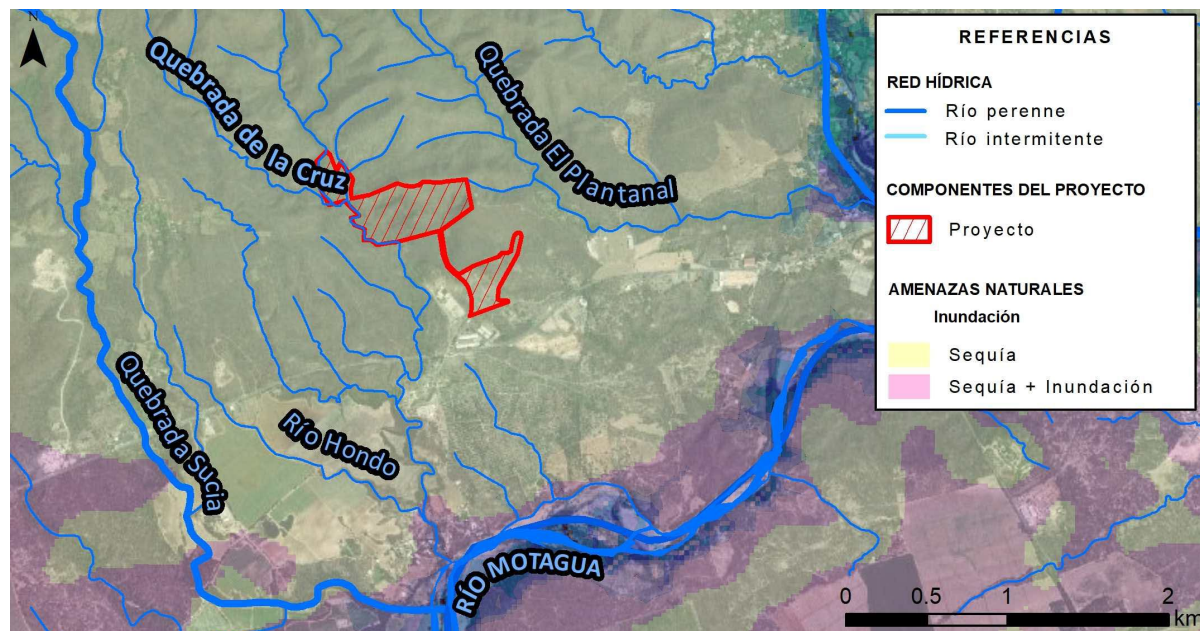 N
Quebrada de la Cruz
Quebrada El Plantanal
Quebrada Sucia
Río Hondo
RÍO MOTAGUA
REFERENCIAS
RED HÍDRICA
Río perenne
Río intermitente
COMPONENTES DEL PROYECTO
Proyecto
AMENAZAS NATURALES
Inundación
Sequía
Sequía + Inundación
0 0.5 1 2
km